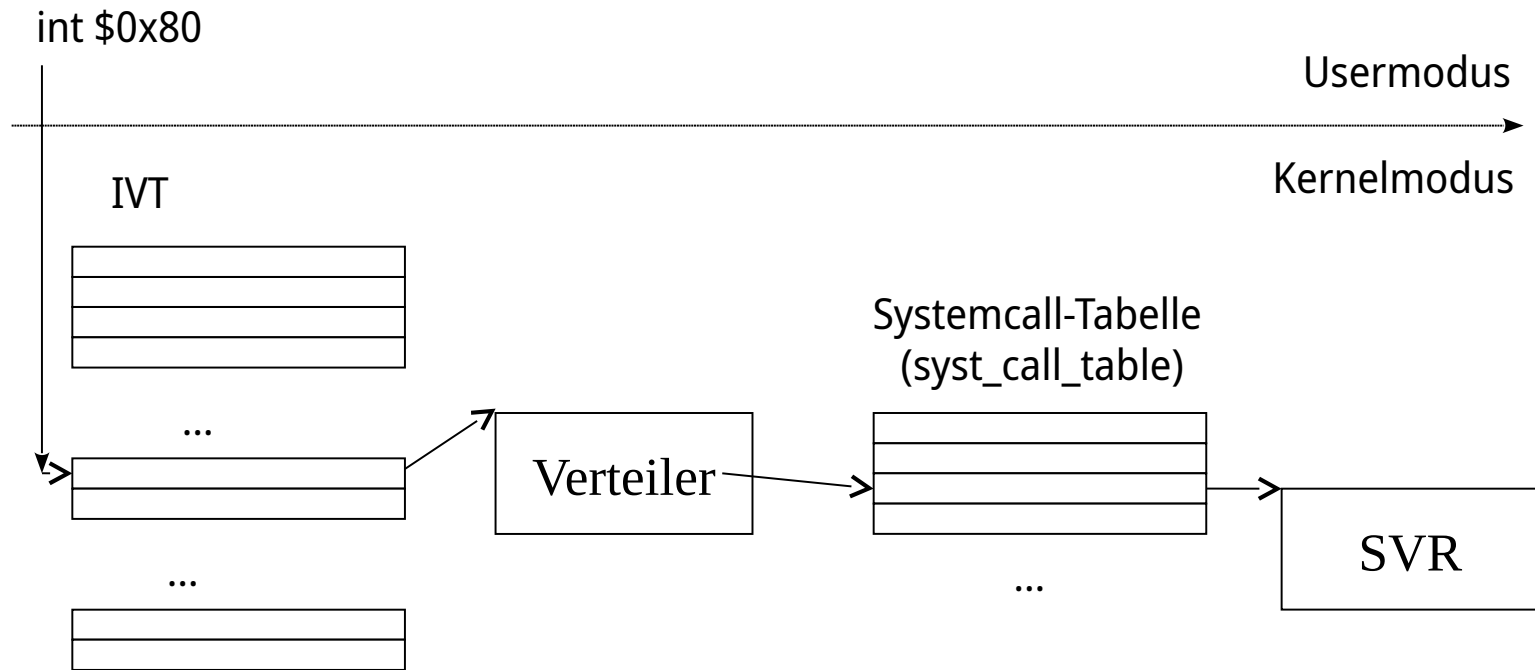 int $0x80
Usermodus
Kernelmodus
IVT
Systemcall-Tabelle
(syst_call_table)
...
Verteiler
SVR
...
...